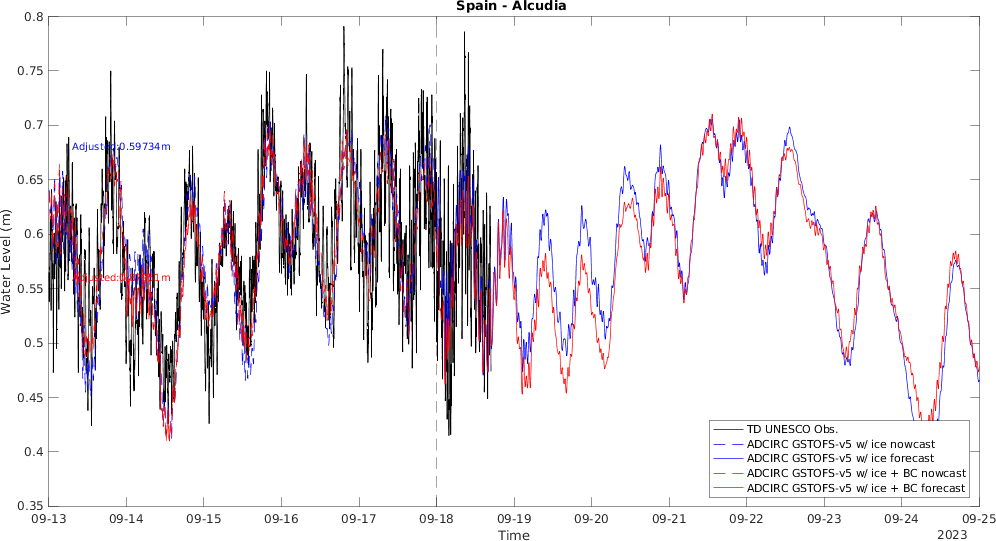 Spain - Alcudia
Water Level (m)
0.8
0.75
0.7
0.65
0.6
0.55
0.5
0.45
0.4
0.35
Adjusted:0.59734m
m
TD UNESCO Obs.
ADCIRC GSTOFS-v5 w/ ice nowcast
ADCIRC GSTOFS-v5 w/ ice forecast
ADCIRC GSTOFS-v5 w/ ice + BC nowcast
ADCIRC GSTOFS-v5 w/ ice + BC forecast
09-13 09-14 09-15 09-16 09-17 09-18 09-19 09-20 09-21 09-22 09-23 09-24 09-25
Time
2023